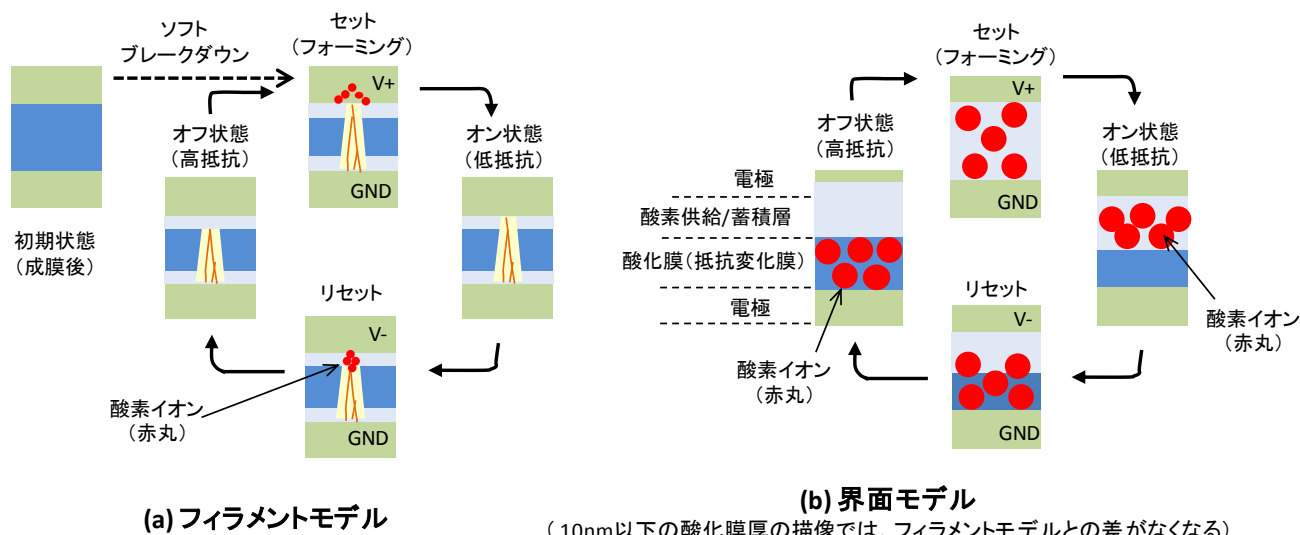 ソフト
ブレークダウン
セット
(フォーミング)
V+
GND
オフ状態
(高抵抗)
オン状態
(低抵抗)
初期状態
(成膜後)
リセット
V-
GND
酸素イオン
(赤丸)
(a) フィラメントモデル
セット
(フォーミング)
V+
GND
オフ状態
(高抵抗)
オン状態
(低抵抗)
電極
酸素供給/蓄積層
酸化膜(抵抗変化膜)
電極
リセット
V-
GND
酸素イオン
(赤丸)
酸素イオン
(赤丸)
(b) 界面モデル
( 10nm以下の酸化膜厚の描像では、フィラメントモデルとの差がなくなる)